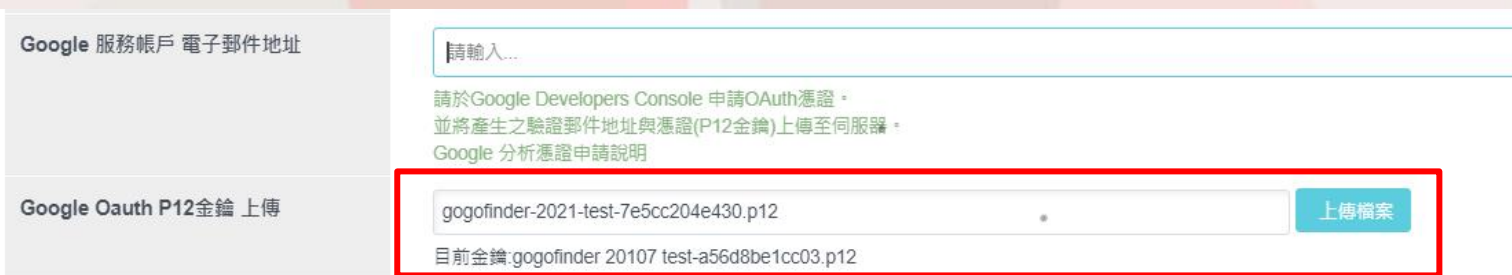 Google 服務帳戶 電子郵件地址
請輸入...
請於Google Developers Console 申請OAuth憑證。
並將產生之驗證郵件地址與憑證(P12金鑰)上傳至伺服器。
Google 分析憑證申請說明
Google Oauth P12金鑰 上傳
gogofinder-2021-test-7e5cc204e430.p12
上傳檔案
目前金鑰:gogofinder 20107 test-a56d8be1cc03.p12